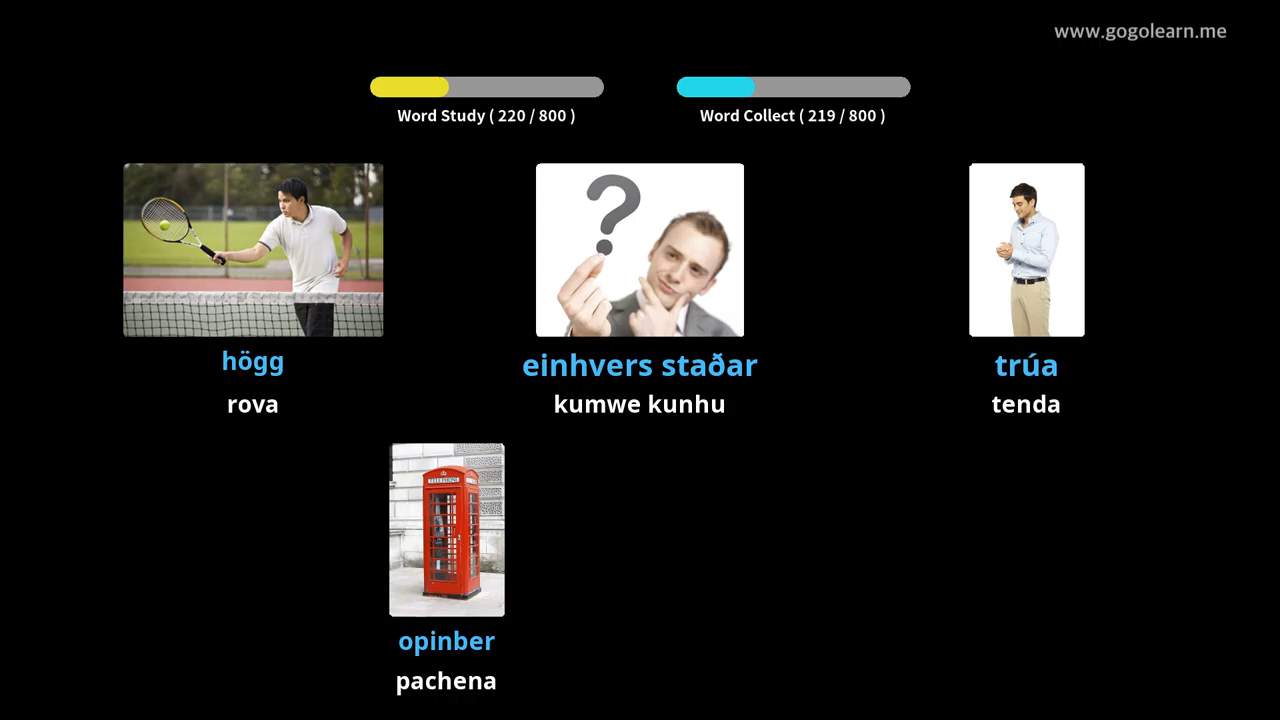 www.gogolearn.me
Word Study ( 220 / 800 )
Word Collect ( 219 / 800 )
högg
einhvers staðar
trúa
rova
kumwe kunhu
tenda
TELEPHONE
opinber
pachena